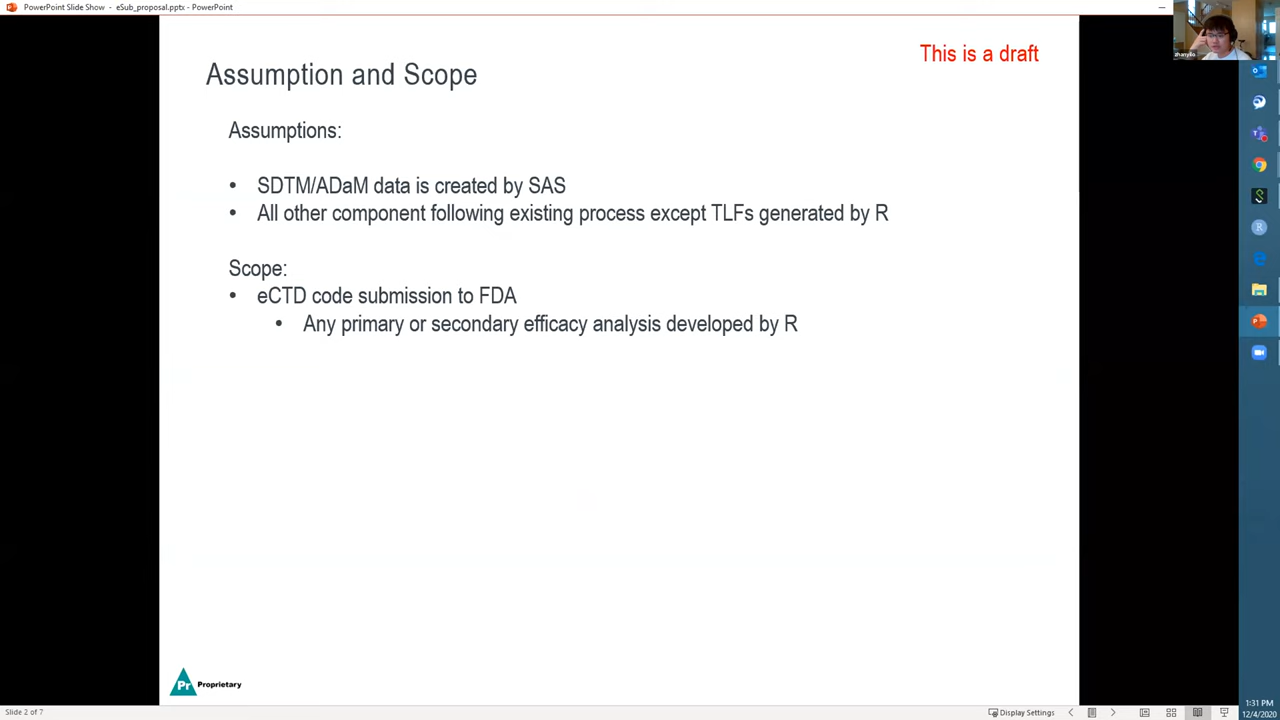 PowerPoint Slide Show - eSub_proposal.pptx - PowerPoint
This is a draft
Assumption and Scope
Assumptions:
• SDTM/ADaM data is created by SAS
• All other component following existing process except TLFs generated by R
Scope:
• eCTD code submission to FDA
• Any primary or secondary efficacy analysis developed by R
Pr Proprietary
Slide 2 of 7
Display Settings
1:31 PM
12/4/2020